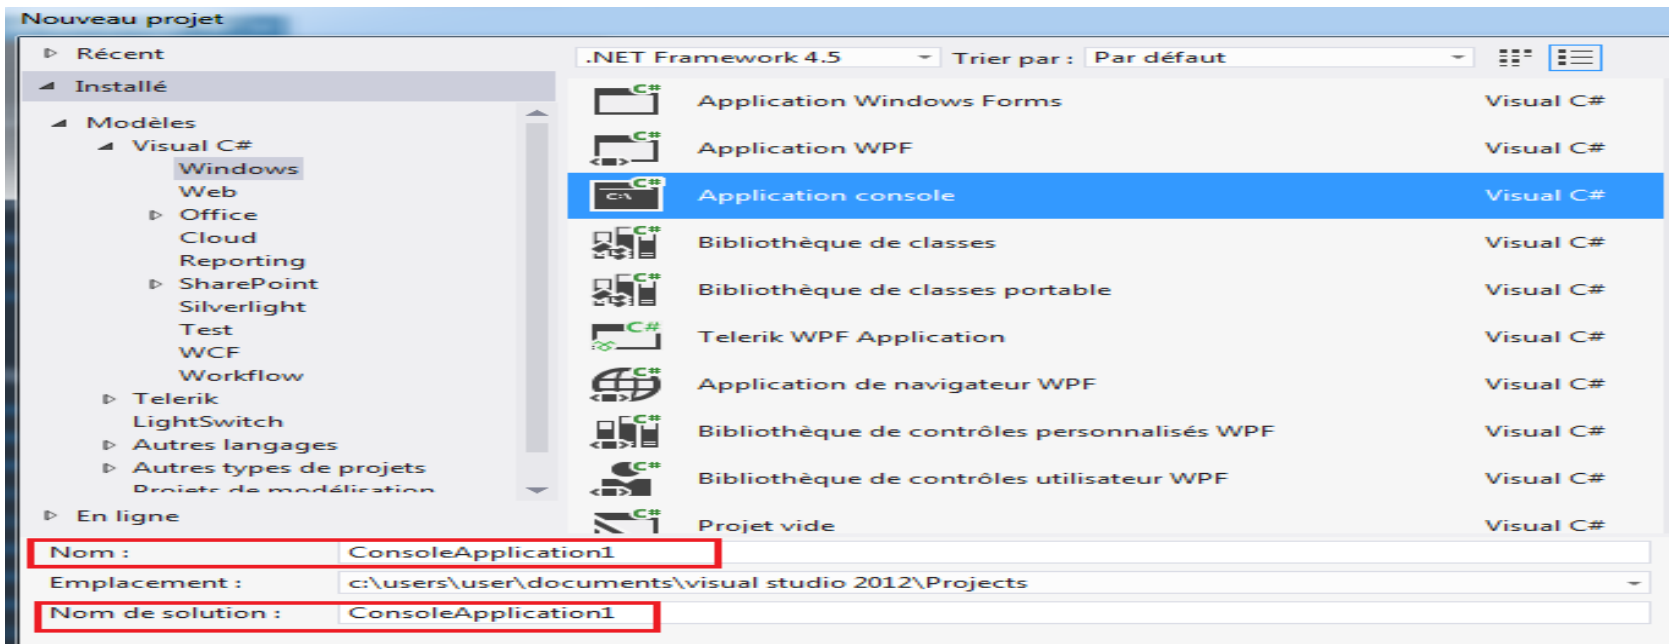 Nouveau projet
Récent
Installé
Modèles
Visual C#
Windows
Web
Office
Cloud
Reporting
SharePoint
Silverlight
Test
WCF
Workflow
Telerik
LightSwitch
Autres langages
Autres types de projets
Projets de modélisation
En ligne
.NET Framework 4.5 Trier par : Par défaut
C# Application Windows Forms Visual C#
C# Application WPF Visual C#
C:\ C# Application console Visual C#
C# Bibliothèque de classes Visual C#
C# Bibliothèque de classes portable Visual C#
C# Telerik WPF Application Visual C#
C# Application de navigateur WPF Visual C#
C# Bibliothèque de contrôles personnalisés WPF Visual C#
C# Bibliothèque de contrôles utilisateur WPF Visual C#
C# Projet vide Visual C#
Nom : ConsoleApplication1
Emplacement : c:\users\user\documents\visual studio 2012\Projects
Nom de solution : ConsoleApplication1